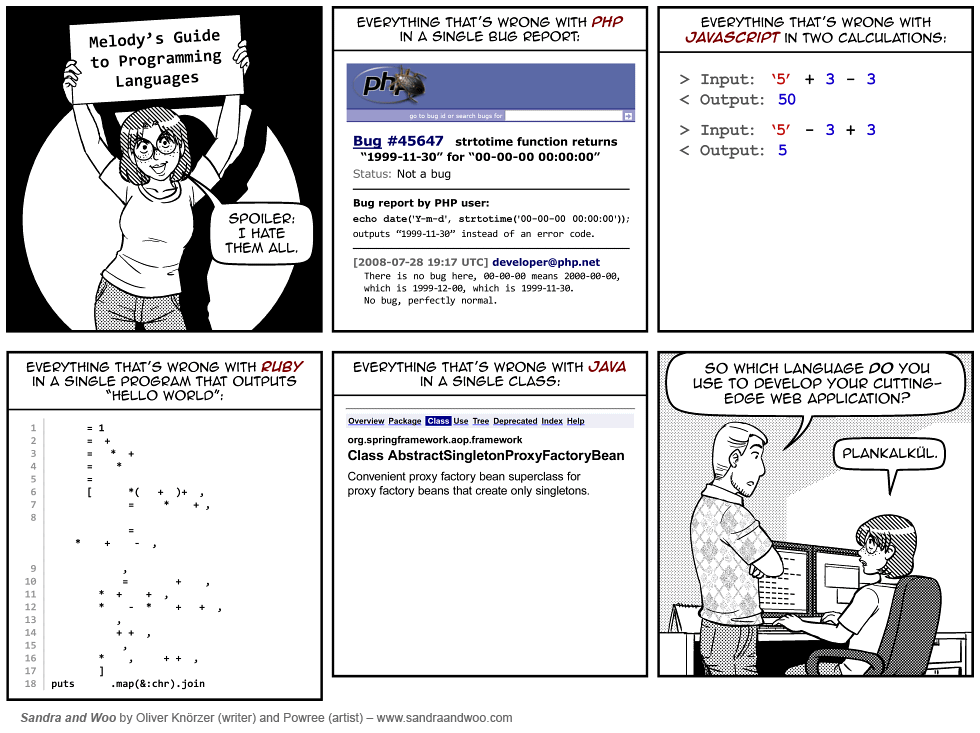 Melody's Guide
to Programming
Languages
SPOILER:
I HATE
THEM ALL.
EVERYTHING THAT'S WRONG WITH PHP
IN A SINGLE BUG REPORT:
php
go to bug id or search bugs for
Bug #45647 strtotime function returns
"1999-11-30" for "00-00-00 00:00:00"
Status: Not a bug
Bug report by PHP user:
echo date('Y-m-d', strtotime('00-00-00 00:00:00'));
outputs "1999-11-30" instead of an error code.
[2008-07-28 19:17 UTC] developer@php.net
There is no bug here, 00-00-00 means 2000-00-00,
which is 1999-12-00, which is 1999-11-30.
No bug, perfectly normal.
EVERYTHING THAT'S WRONG WITH
JAVASCRIPT IN TWO CALCULATIONS:
> Input: '5' + 3 - 3
< Output: 50
> Input: '5' - 3 + 3
< Output: 5
EVERYTHING THAT'S WRONG WITH RUBY
IN A SINGLE PROGRAM THAT OUTPUTS
"HELLO WORLD":
1 = 1
2 = +
3 = * +
4 = *
5 =
6 [ *( + )+ ,
7 = * + ,
8
=
* + - ,
9 ,
10 = + ,
11 * + + ,
12 * - * + + ,
13 ,
14 + + ,
15 ,
16 * , + + ,
17 ]
18 puts .map(&:chr).join
EVERYTHING THAT'S WRONG WITH JAVA
IN A SINGLE CLASS:
Overview Package Class Use Tree Deprecated Index Help
org.springframework.aop.framework
Class AbstractSingletonProxyFactoryBean
Convenient proxy factory bean superclass for
proxy factory beans that create only singletons.
SO WHICH LANGUAGE DO YOU
USE TO DEVELOP YOUR CUTTING-
EDGE WEB APPLICATION?
PLANKALKÜL.
Sandra and Woo by Oliver Knörzer (writer) and Powree (artist) – www.sandraandwoo.com